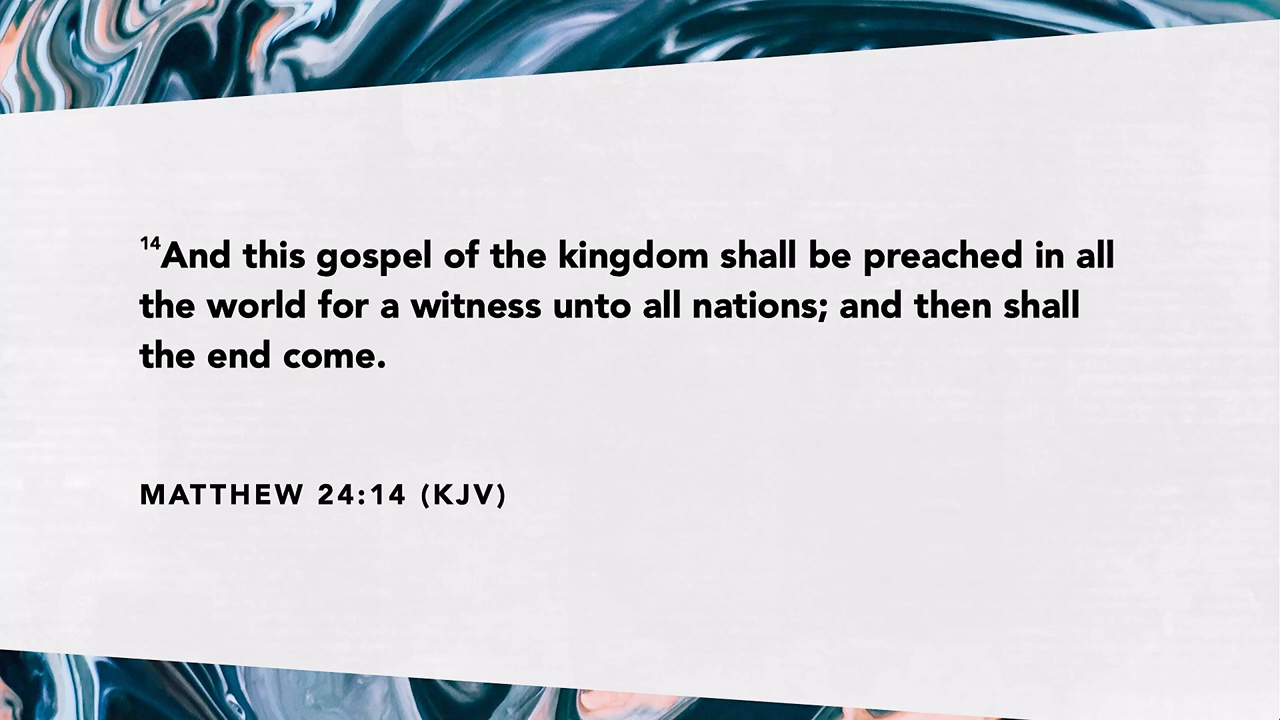 14And this gospel of the kingdom shall be preached in all
the world for a witness unto all nations; and then shall
the end come.
MATTHEW 24:14 (KJV)